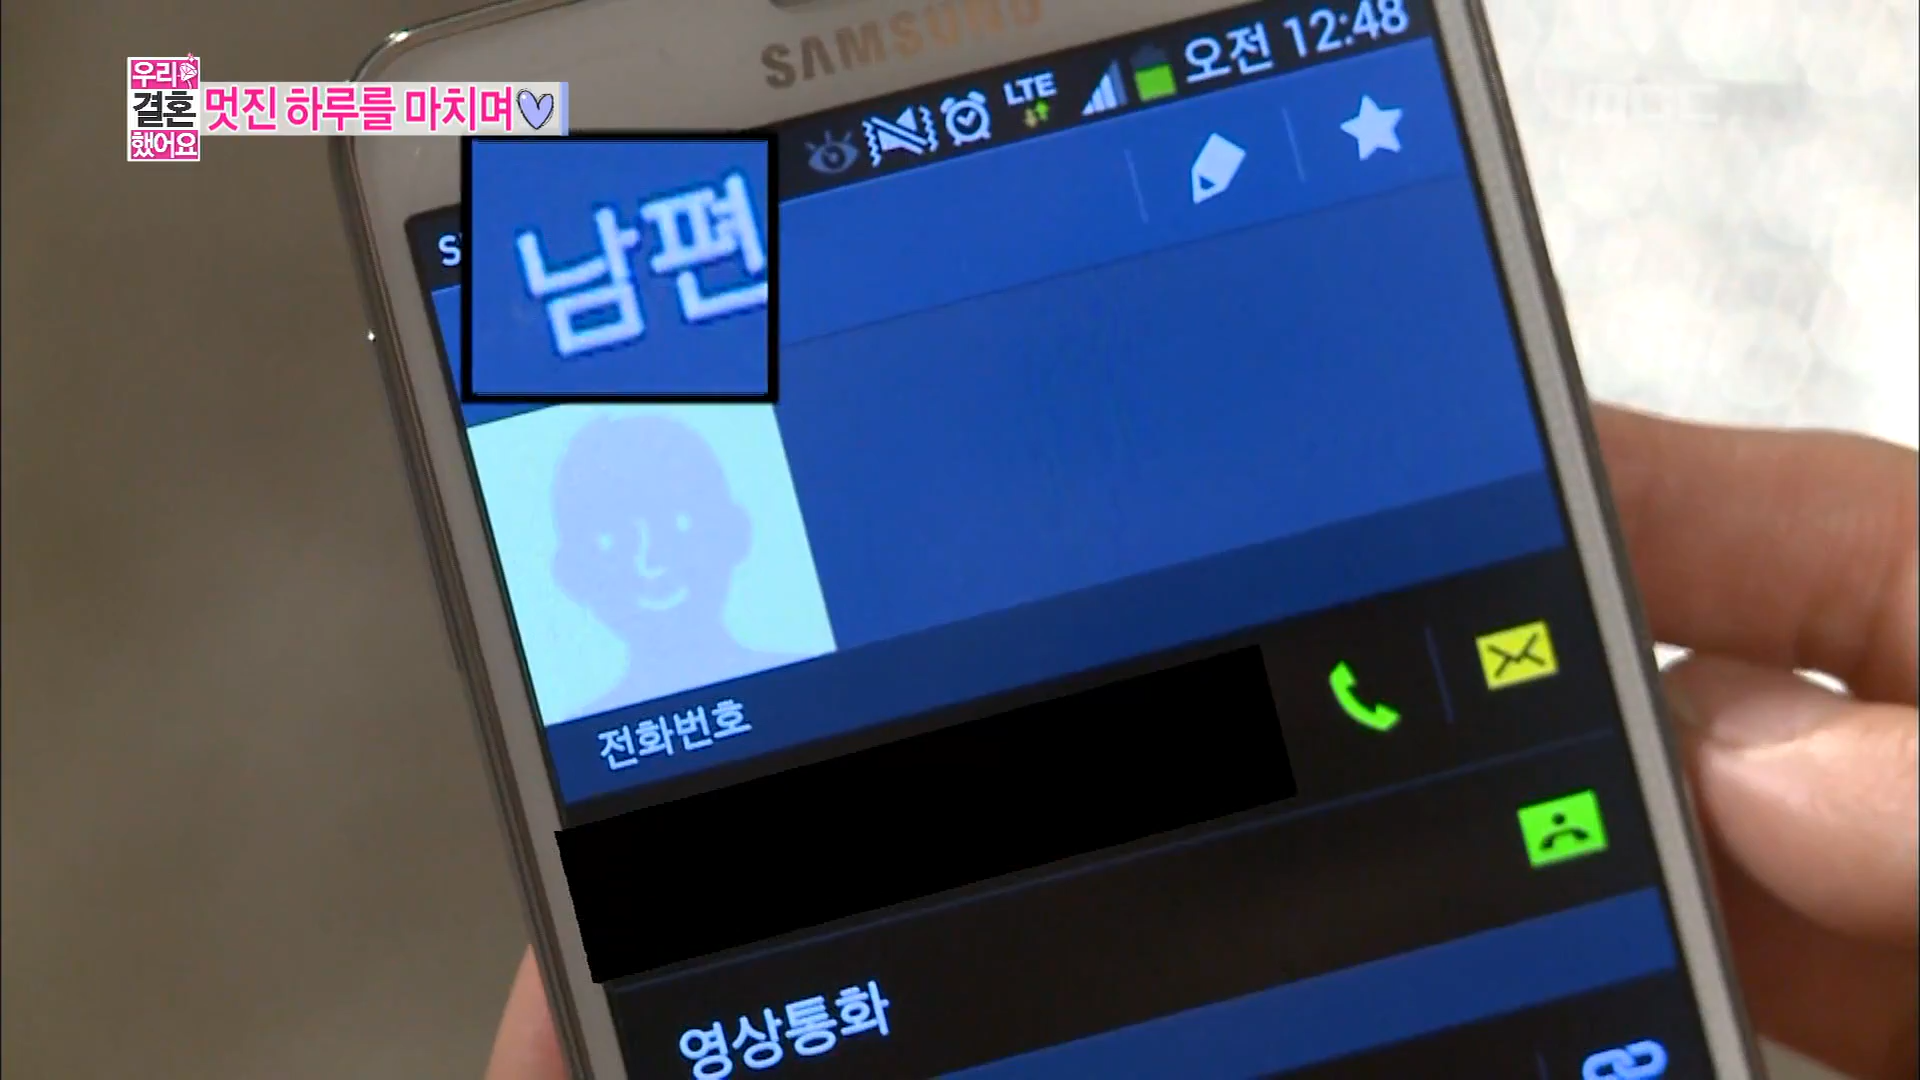 우리
결혼
했어요
멋진 하루를 마치며
SAMSUNG
LTE
오전 12:48
남편
전화번호
영상통화
MBC